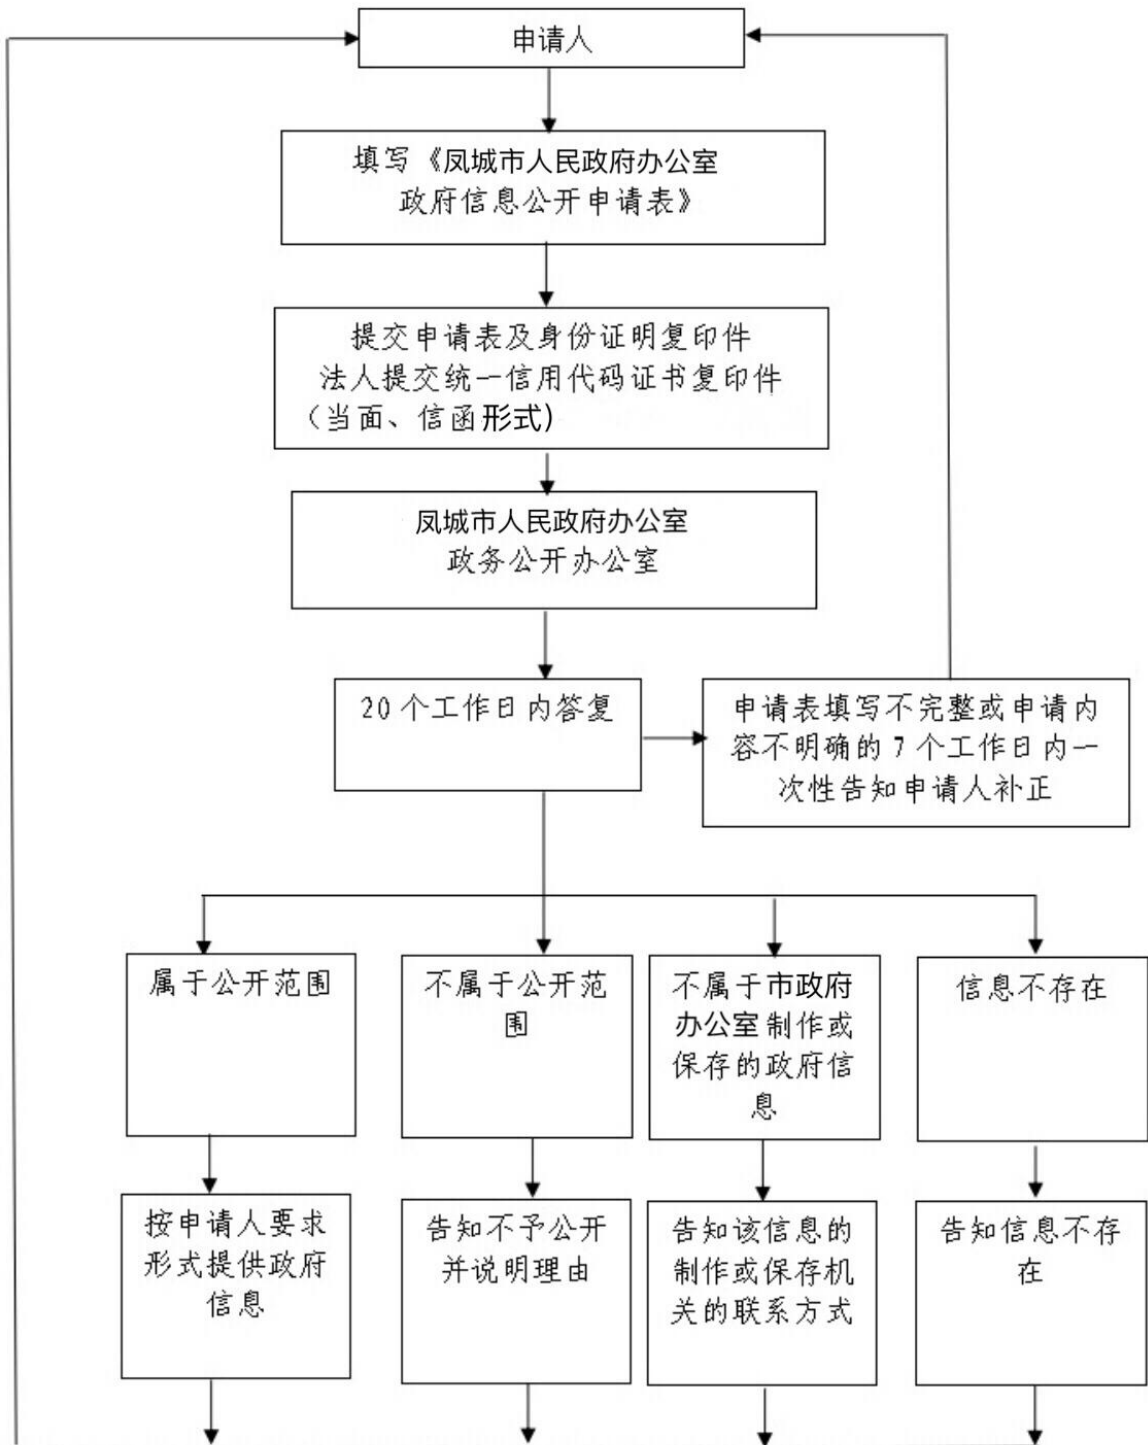 申请人
填写《凤城市人民政府办公室
政府信息公开申请表》
提交申请表及身份证明复印件
法人提交统一信用代码证书复印件
（当面、信函形式）
凤城市人民政府办公室
政务公开办公室
20个工作日内答复
申请表填写不完整或申请内
容不明确的7个工作日内一
次性告知申请人补正
属于公开范围
不属于公开范
围
不属于市政府
办公室制作或
保存的政府信
息
信息不存在
按申请人要求
形式提供政府
信息
告知不予公开
并说明理由
告知该信息的
制作或保存机
关的联系方式
告知信息不存
在